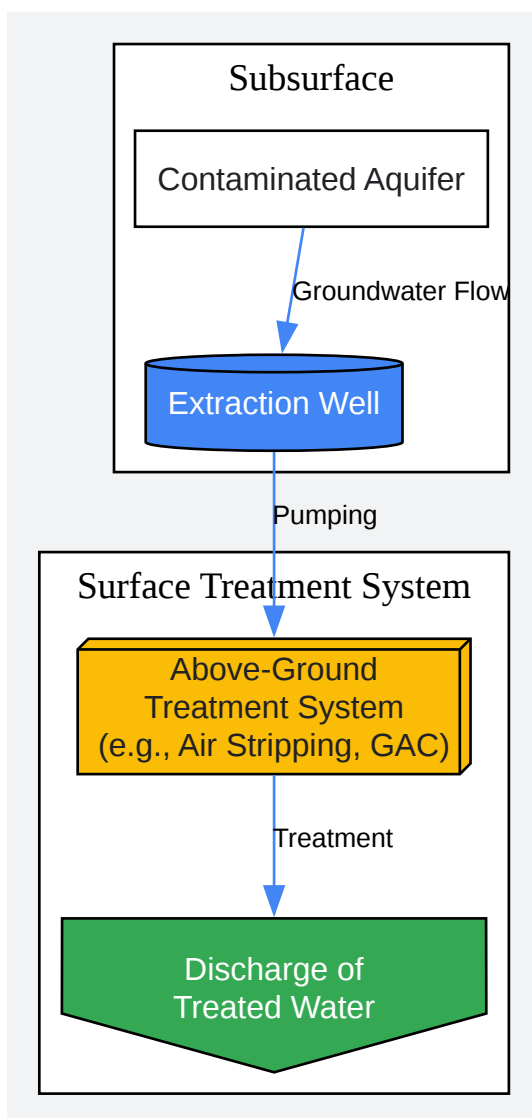 Subsurface
Contaminated Aquifer
Groundwater Flow
Extraction Well
Pumping
Surface Treatment System
Above-Ground
Treatment System
(e.g., Air Stripping, GAC)
Treatment
Discharge of
Treated Water